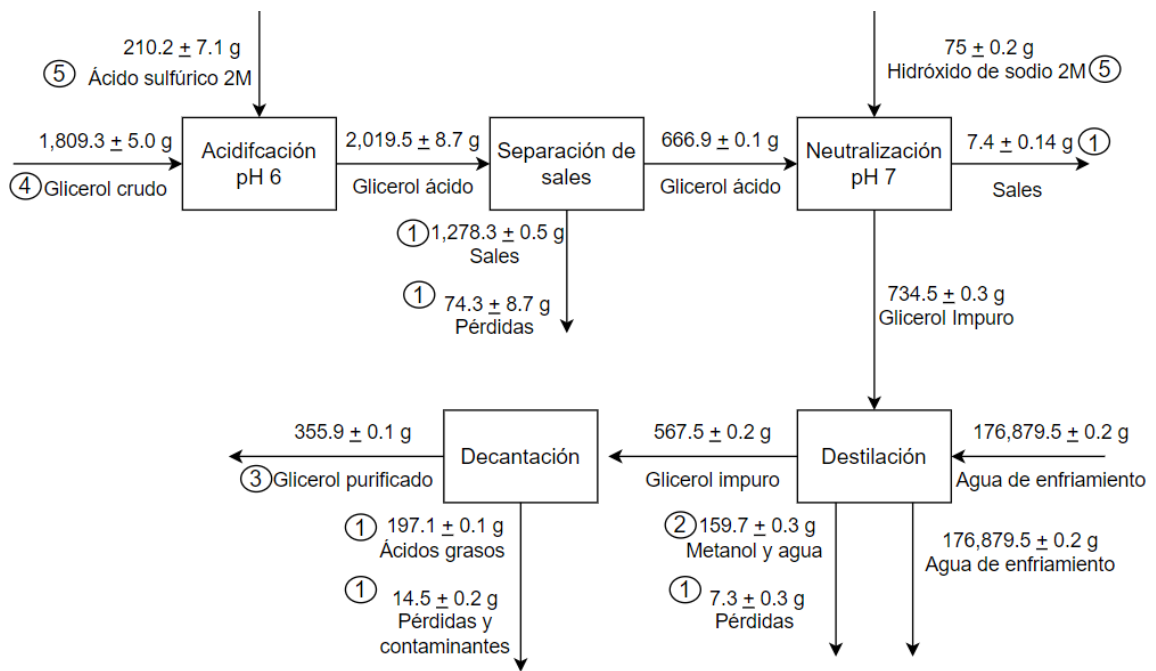 210.2 ± 7.1 g
⑤ Ácido sulfúrico 2M
75 ± 0.2 g
Hidróxido de sodio 2M ⑤
1,809.3 ± 5.0 g
④ Glicerol crudo
Acidifcación
pH 6
2,019.5 ± 8.7 g
Glicerol ácido
Separación de
sales
666.9 ± 0.1 g
Glicerol ácido
Neutralización
pH 7
7.4 ± 0.14 g ①
Sales
① 1,278.3 ± 0.5 g
Sales
① 74.3 ± 8.7 g
Pérdidas
734.5 ± 0.3 g
Glicerol Impuro
355.9 ± 0.1 g
③ Glicerol purificado
Decantación
567.5 ± 0.2 g
Glicerol impuro
Destilación
176,879.5 ± 0.2 g
Agua de enfriamiento
① 197.1 ± 0.1 g
Ácidos grasos
① 14.5 ± 0.2 g
Pérdidas y
contaminantes
② 159.7 ± 0.3 g
Metanol y agua
① 7.3 ± 0.3 g
Pérdidas
176,879.5 ± 0.2 g
Agua de enfriamiento